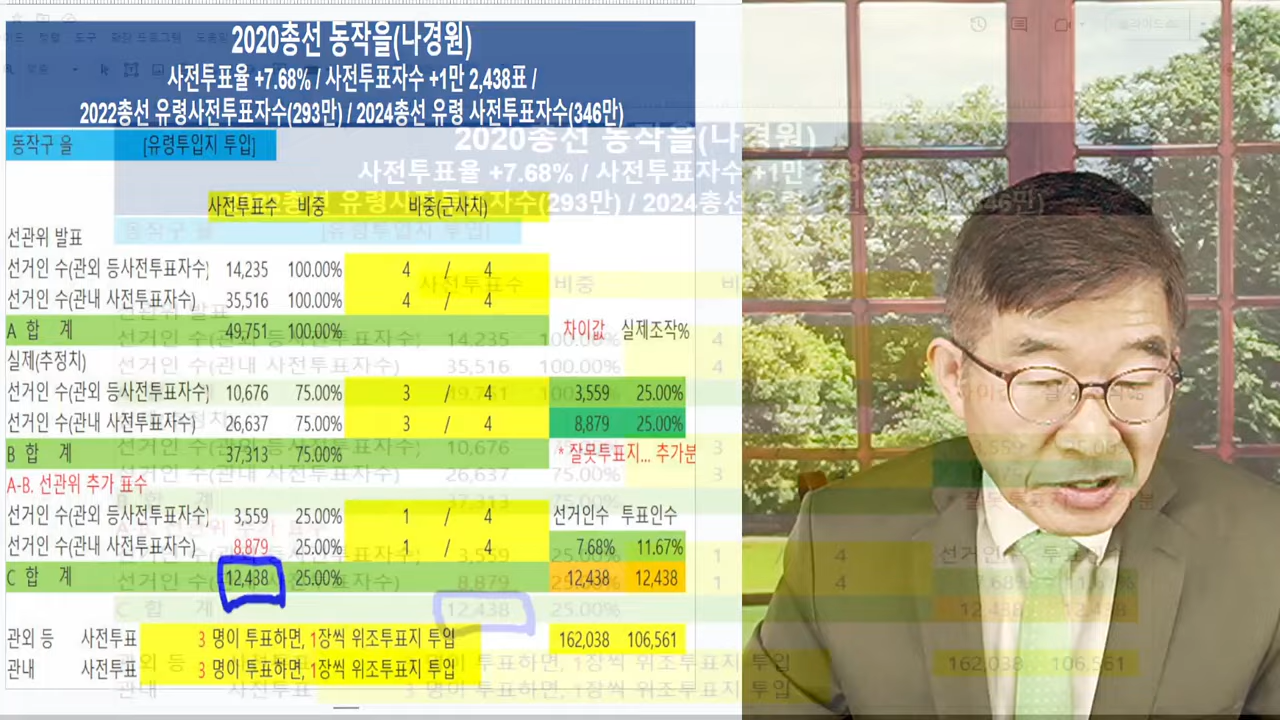 2020총선 동작을(나경원)
사전투표율 +7.68% / 사전투표자수 +1만 2,438표 /
2022총선 유령사전투표자수(293만) / 2024총선 유령 사전투표자수(346만)
동작구 을 [유령투입지 투입]
사전투표수 비중 비중(근사치)
선관위 발표
선거인 수(관외 등사전투표자수) 14,235 100.00% 4 / 4
선거인 수(관내 사전투표자수) 35,516 100.00% 4 / 4
A 합 계 49,751 100.00% 차이값 실제조작%
실제(추정치)
선거인 수(관외 등사전투표자수) 10,676 75.00% 3 / 4 3,559 25.00%
선거인 수(관내 사전투표자수) 26,637 75.00% 3 / 4 8,879 25.00%
B 합 계 37,313 75.00% * 잘못투표지... 추가분
A-B. 선관위 추가 표수
선거인 수(관외 등사전투표자수) 3,559 25.00% 1 / 4 선거인수 투표인수
선거인 수(관내 사전투표자수) 8,879 25.00% 1 / 4 7.68% 11.67%
C 합 계 12,438 25.00% 12,438 12,438
관외 등 사전투표 3 명이 투표하면, 1장씩 위조투표지 투입 162,038 106,561
관내 사전투표 3 명이 투표하면, 1장씩 위조투표지 투입